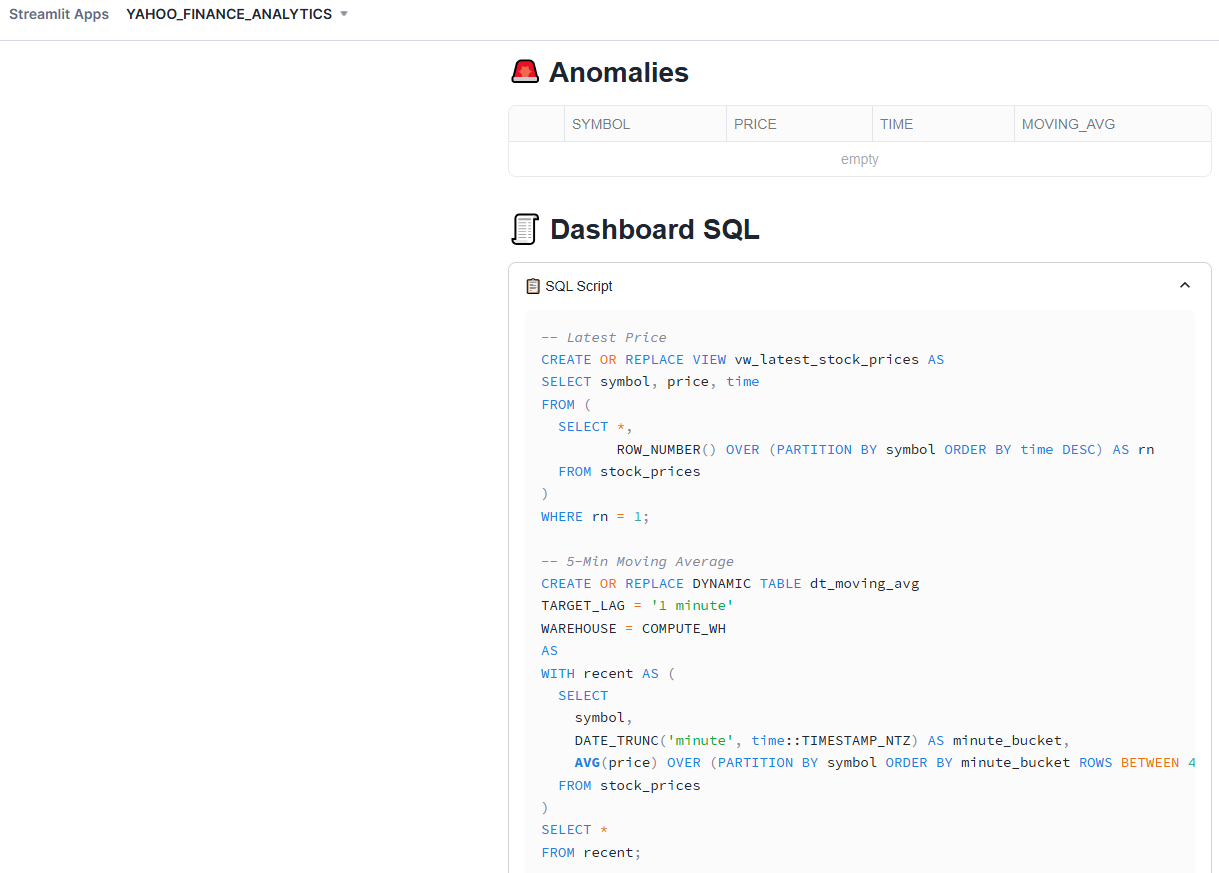 Streamlit Apps YAHOO_FINANCE_ANALYTICS
Anomalies
SYMBOL PRICE TIME MOVING_AVG
empty
Dashboard SQL
SQL Script
-- Latest Price
CREATE OR REPLACE VIEW vw_latest_stock_prices AS
SELECT symbol, price, time
FROM (
  SELECT *,
         ROW_NUMBER() OVER (PARTITION BY symbol ORDER BY time DESC) AS rn
  FROM stock_prices
)
WHERE rn = 1;
-- 5-Min Moving Average
CREATE OR REPLACE DYNAMIC TABLE dt_moving_avg
TARGET_LAG = '1 minute'
WAREHOUSE = COMPUTE_WH
AS
WITH recent AS (
  SELECT
    symbol,
    DATE_TRUNC('minute', time::TIMESTAMP_NTZ) AS minute_bucket,
    AVG(price) OVER (PARTITION BY symbol ORDER BY minute_bucket ROWS BETWEEN 4
  FROM stock_prices
)
SELECT *
FROM recent;